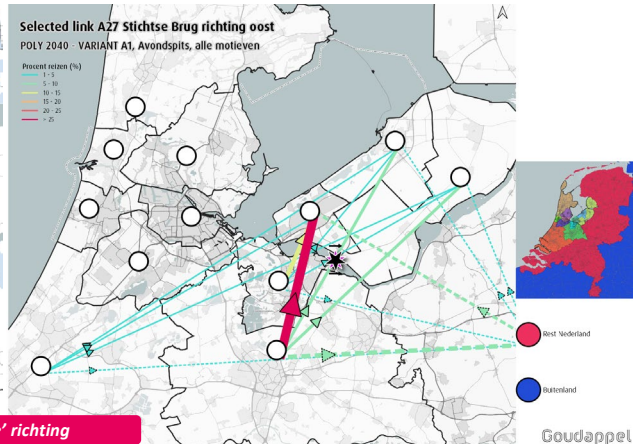 Selected link A27 Stichtse Brug richting oost
POLY 2040 - VARIANT A1, Avondspits, alle motieven
Procent reizen (%)
1 - 5
5 - 10
10 - 15
15 - 20
20 - 25
> 25
Rest Nederland
Buitenland
' richting
Goudappel